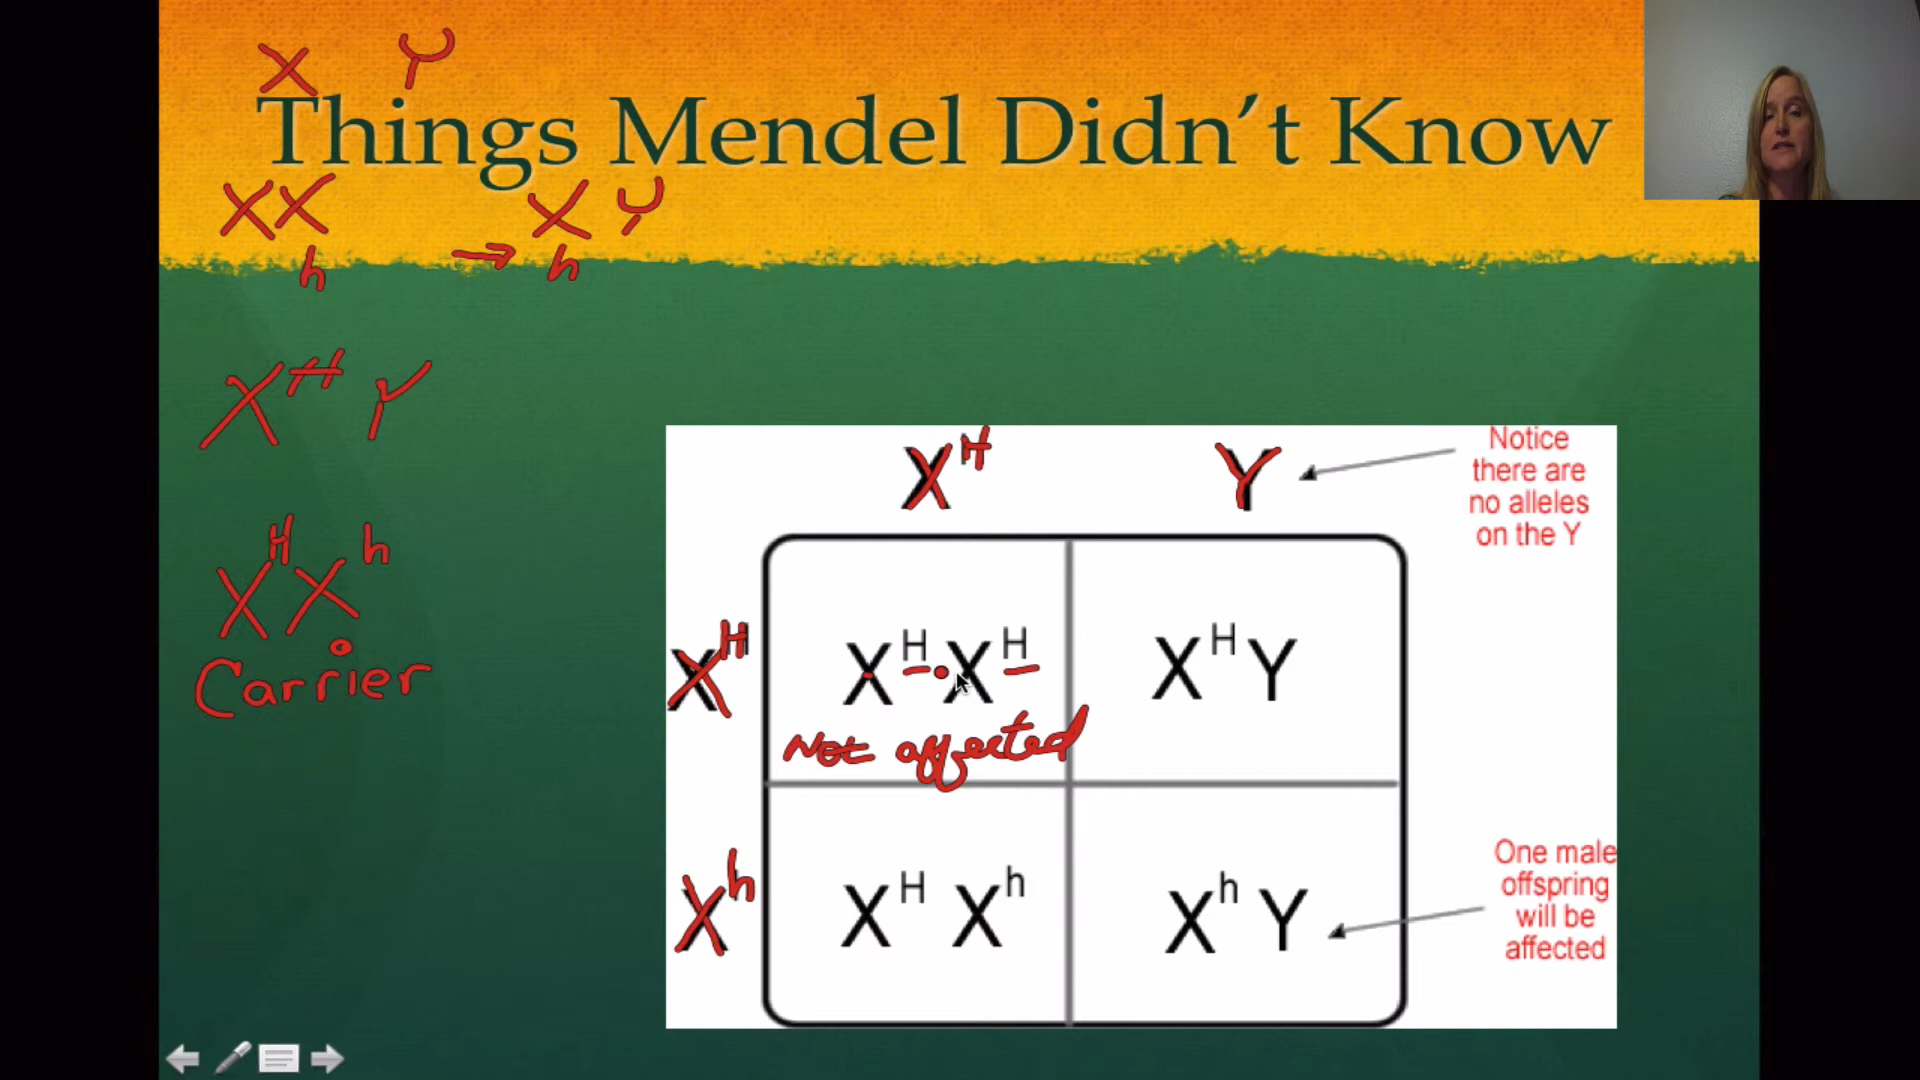 X Y
Things Mendel Didn't Know
XX → XY
h h
X^H Y
X^H X^h
Carrier
X^H Y
Notice
there are
no alleles
on the Y
X^H
X^H X^H
X^H Y
Not affected
X^h
X^H X^h
X^h Y
One male
offspring
will be
affected